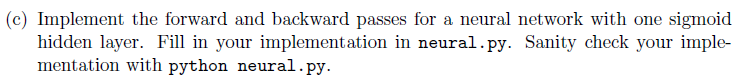 (c) Implement the forward and backward passes for a neural network with one sigmoid
hidden layer. Fill in your implementation in neural.py. Sanity check your imple-
mentation with python neural.py.